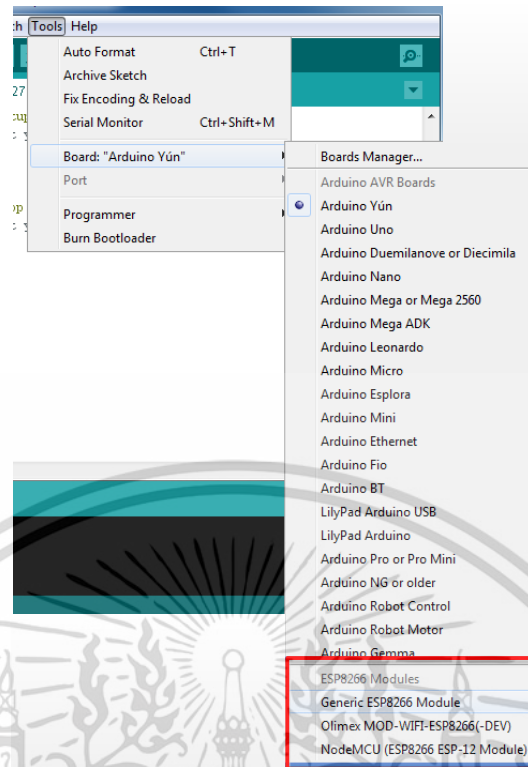 Tools Help
Auto Format Ctrl+T
Archive Sketch
Fix Encoding & Reload
Serial Monitor Ctrl+Shift+M
Board: "Arduino Yún"
Port
Programmer
Burn Bootloader
Boards Manager...
Arduino AVR Boards
Arduino Yún
Arduino Uno
Arduino Duemilanove or Diecimila
Arduino Nano
Arduino Mega or Mega 2560
Arduino Mega ADK
Arduino Leonardo
Arduino Micro
Arduino Esplora
Arduino Mini
Arduino Ethernet
Arduino Fio
Arduino BT
LilyPad Arduino USB
LilyPad Arduino
Arduino Pro or Pro Mini
Arduino NG or older
Arduino Robot Control
Arduino Robot Motor
Arduino Gemma
ESP8266 Modules
Generic ESP8266 Module
Olimex MOD-WIFI-ESP8266(-DEV)
NodeMCU (ESP8266 ESP-12 Module)